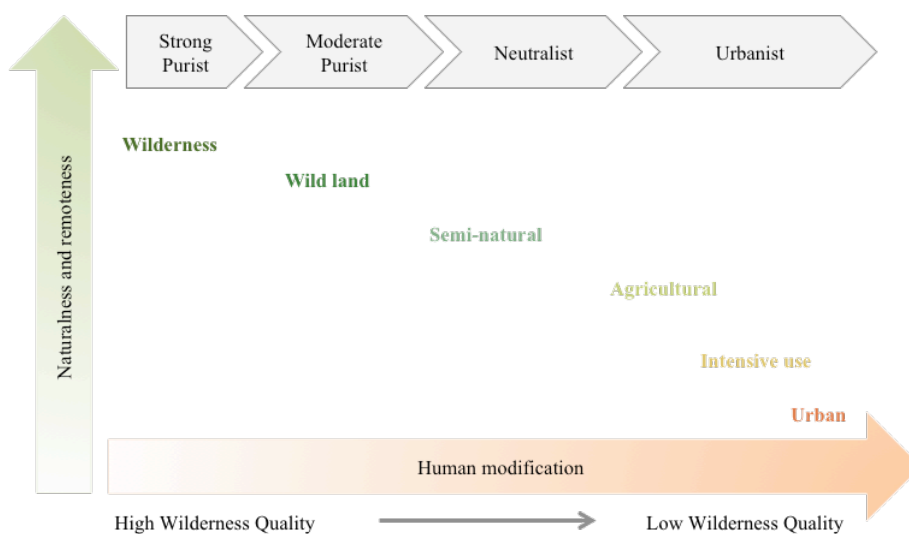 Strong
Purist
Moderate
Purist
Neutralist
Urbanist
Naturalness and remoteness
Wilderness
Wild land
Semi-natural
Agricultural
Intensive use
Urban
Human modification
High Wilderness Quality
Low Wilderness Quality